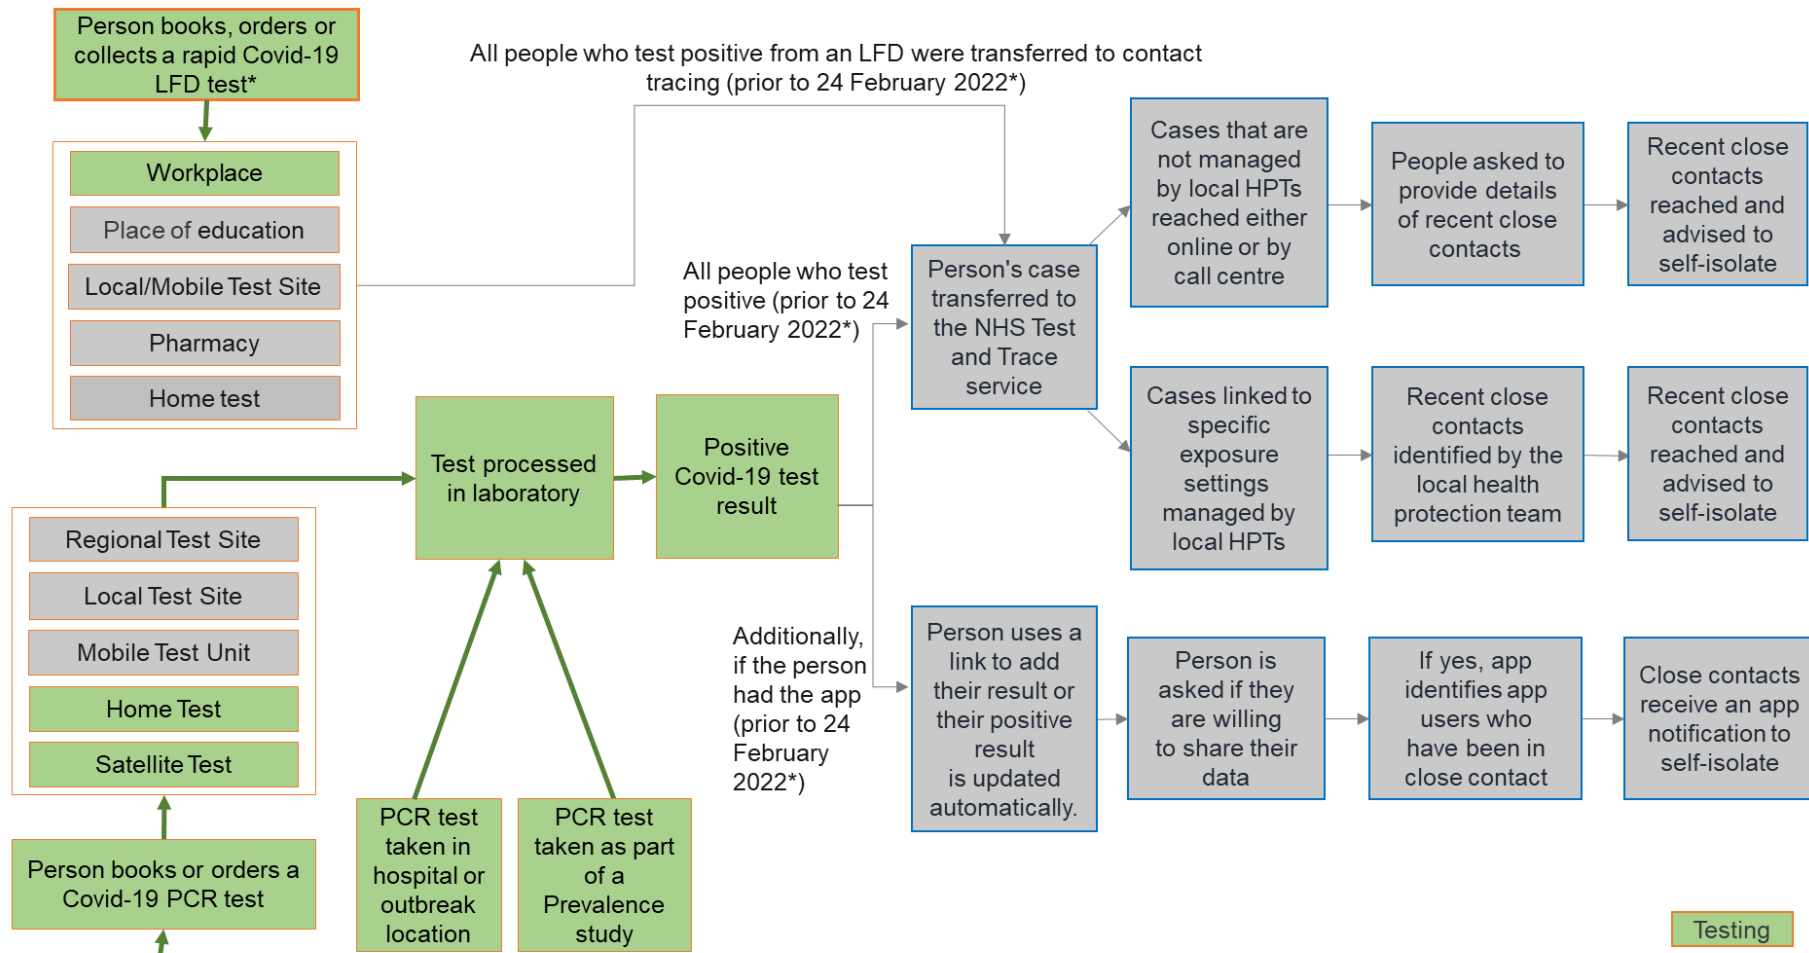 Person books, orders or
collects a rapid Covid-19
LFD test*
Workplace
Place of education
Local/Mobile Test Site
Pharmacy
Home test
All people who test positive from an LFD were transferred to contact
tracing (prior to 24 February 2022*)
All people who test
positive (prior to 24
February 2022*)
Person's case
transferred to
the NHS Test
and Trace
service
Cases that are
not managed
by local HPTs
reached either
online or by
call centre
People asked to
provide details
of recent close
contacts
Recent close
contacts
reached and
advised to
self-isolate
Cases linked to
specific
exposure
settings
managed by
local HPTs
Recent close
contacts
identified by the
local health
protection team
Recent close
contacts
reached and
advised to
self-isolate
Test processed
in laboratory
Positive
Covid-19 test
result
Regional Test Site
Local Test Site
Mobile Test Unit
Home Test
Satellite Test
Person books or orders a
Covid-19 PCR test
PCR test
taken in
hospital or
outbreak
location
PCR test
taken as part
of a
Prevalence
study
Additionally,
if the person
had the app
(prior to 24
February
2022*)
Person uses a
link to add
their result or
their positive
result
is updated
automatically.
Person is
asked if they
are willing
to share their
data
If yes, app
identifies app
users who
have been in
close contact
Close contacts
receive an app
notification to
self-isolate
Testing